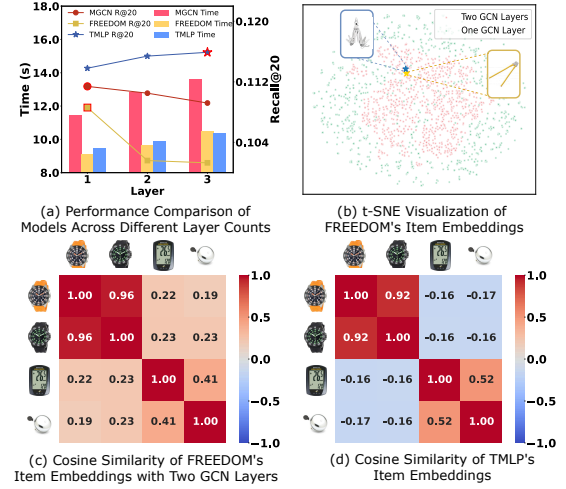 MGCN R@20
FREEDOM R@20
TMLP R@20
MGCN Time
FREEDOM Time
TMLP Time
18.0
16.0
14.0
12.0
10.0
8.0
Time (s)
0.120
0.112
0.104
Recall@20
1 2 3
Layer
(a) Performance Comparison of
Models Across Different Layer Counts
Two GCN Layers
One GCN Layer
(b) t-SNE Visualization of
FREEDOM's Item Embeddings
1.00 0.96 0.22 0.19
0.96 1.00 0.23 0.23
0.22 0.23 1.00 0.41
0.19 0.23 0.41 1.00
1.0
0.5
0.0
−0.5
−1.0
(c) Cosine Similarity of FREEDOM's
Item Embeddings with Two GCN Layers
1.00 0.92 −0.16 −0.17
0.92 1.00 −0.16 −0.16
−0.16 −0.16 1.00 0.52
−0.17 −0.16 0.52 1.00
1.0
0.5
0.0
−0.5
−1.0
(d) Cosine Similarity of TMLP's
Item Embeddings